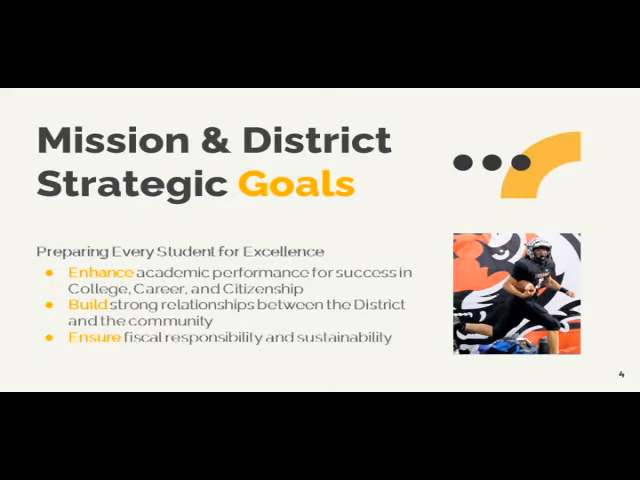 Mission & District
Strategic Goals
Preparing Every Student for Excellence
Enhance academic performance for success in
College, Career, and Citizenship
Build strong relationships between the District
and the community
Ensure fiscal responsibility and sustainability
4